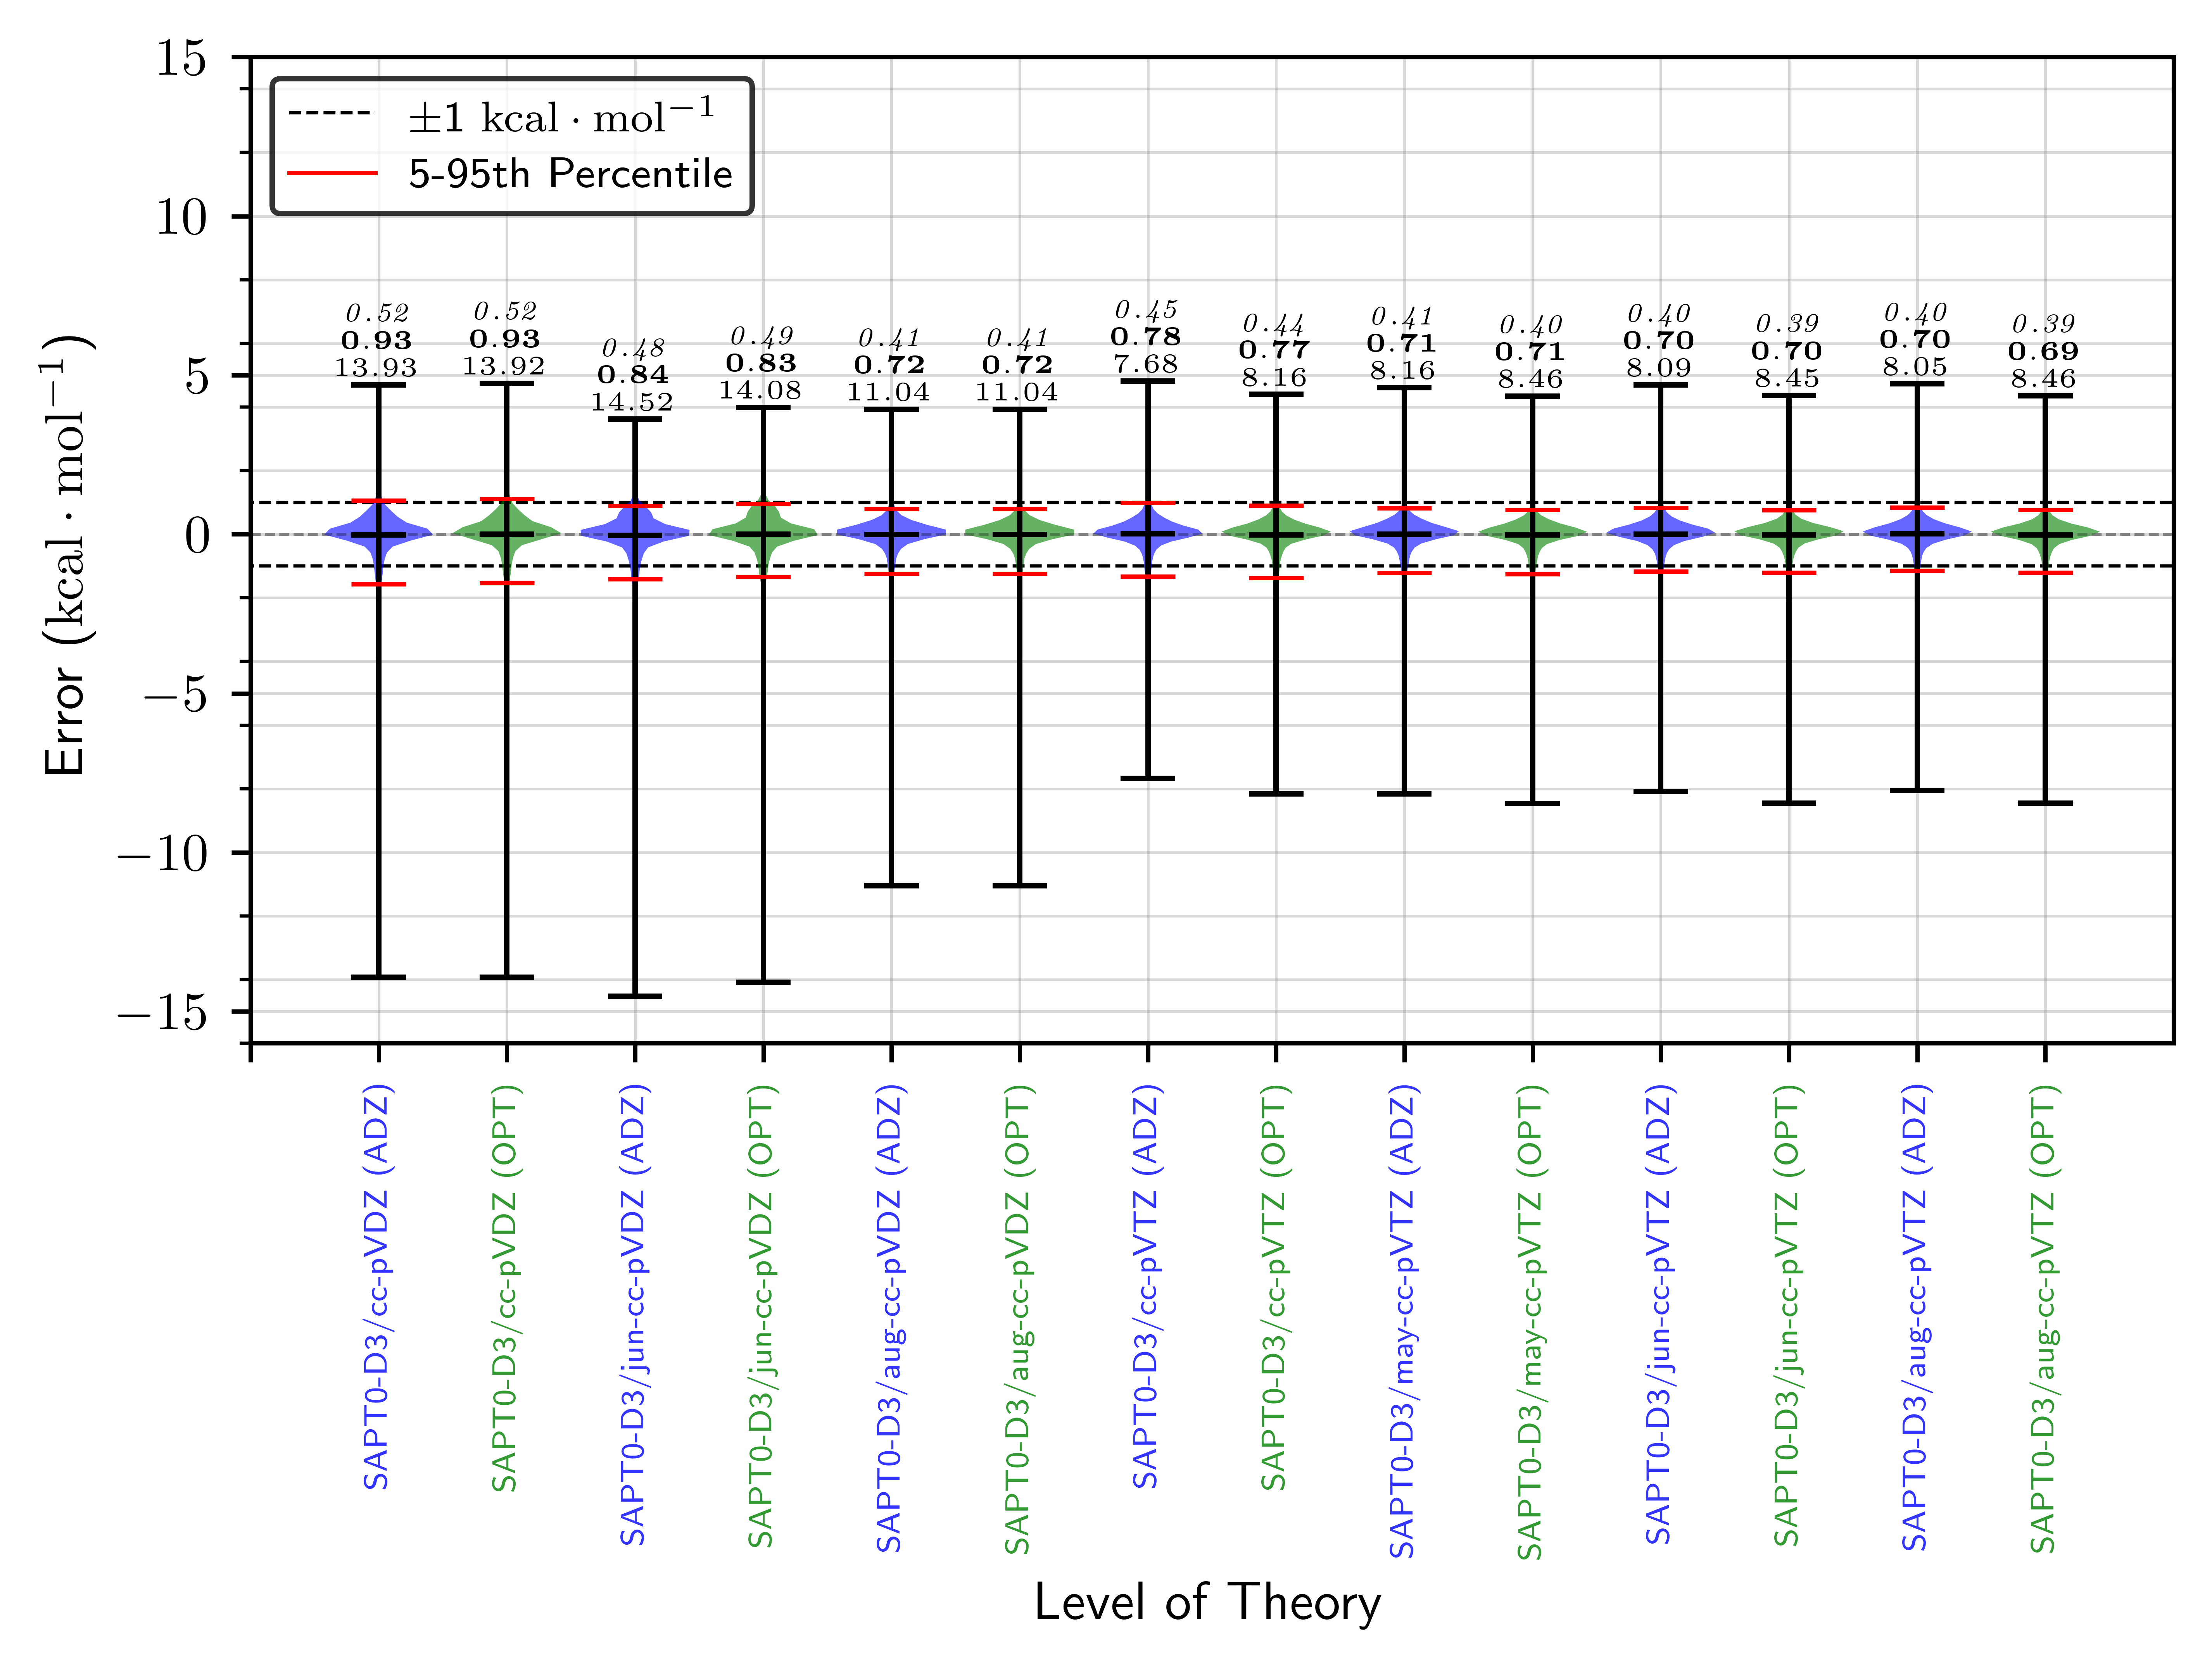 15
10
5
0
−5
−10
−15
Error (kcal · mol⁻¹)
±1 kcal · mol⁻¹
5-95th Percentile
0.52
0.93
13.93
0.52
0.93
13.92
0.48
0.84
14.52
0.49
0.83
14.08
0.41
0.72
11.04
0.41
0.72
11.04
0.45
0.78
7.68
0.44
0.77
8.16
0.41
0.71
8.16
0.40
0.71
8.46
0.40
0.70
8.09
0.39
0.70
8.45
0.40
0.70
8.05
0.39
0.69
8.46
SAPT0-D3/cc-pVDZ (ADZ)
SAPT0-D3/cc-pVDZ (OPT)
SAPT0-D3/jun-cc-pVDZ (ADZ)
SAPT0-D3/jun-cc-pVDZ (OPT)
SAPT0-D3/aug-cc-pVDZ (ADZ)
SAPT0-D3/aug-cc-pVDZ (OPT)
SAPT0-D3/cc-pVTZ (ADZ)
SAPT0-D3/cc-pVTZ (OPT)
SAPT0-D3/may-cc-pVTZ (ADZ)
SAPT0-D3/may-cc-pVTZ (OPT)
SAPT0-D3/jun-cc-pVTZ (ADZ)
SAPT0-D3/jun-cc-pVTZ (OPT)
SAPT0-D3/aug-cc-pVTZ (ADZ)
SAPT0-D3/aug-cc-pVTZ (OPT)
Level of Theory